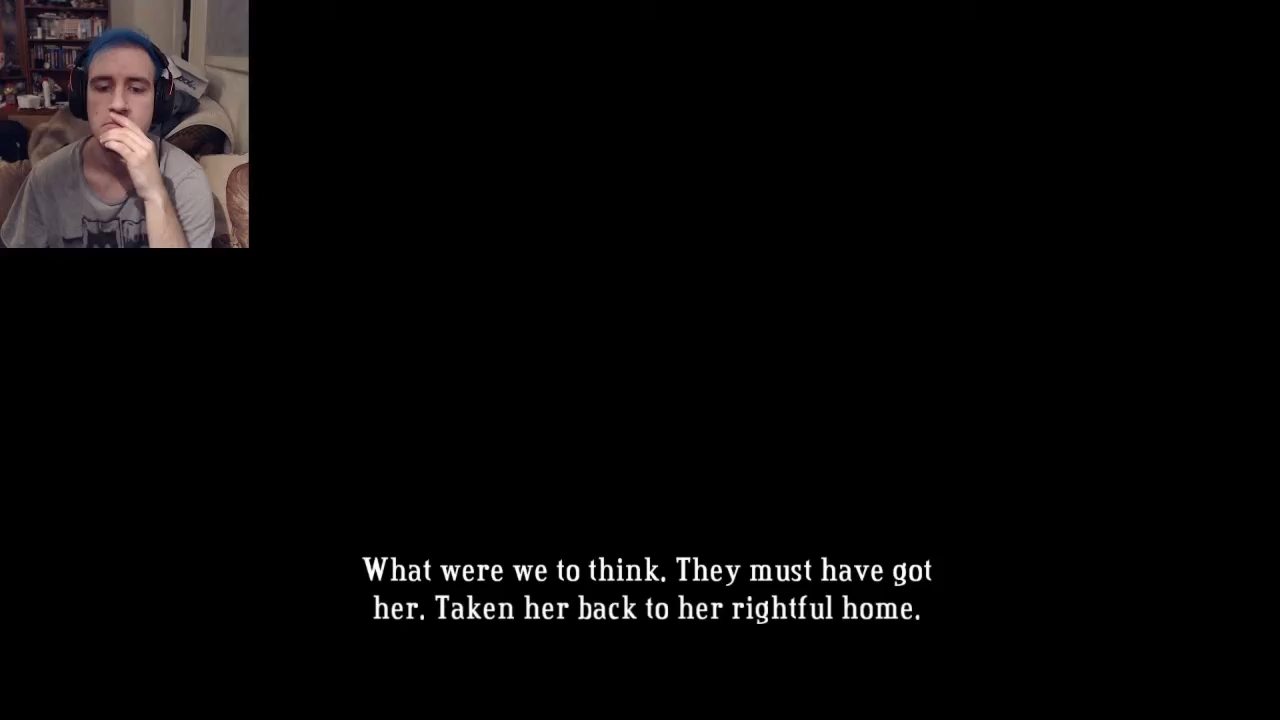 What were we to think. They must have got
her. Taken her back to her rightful home.